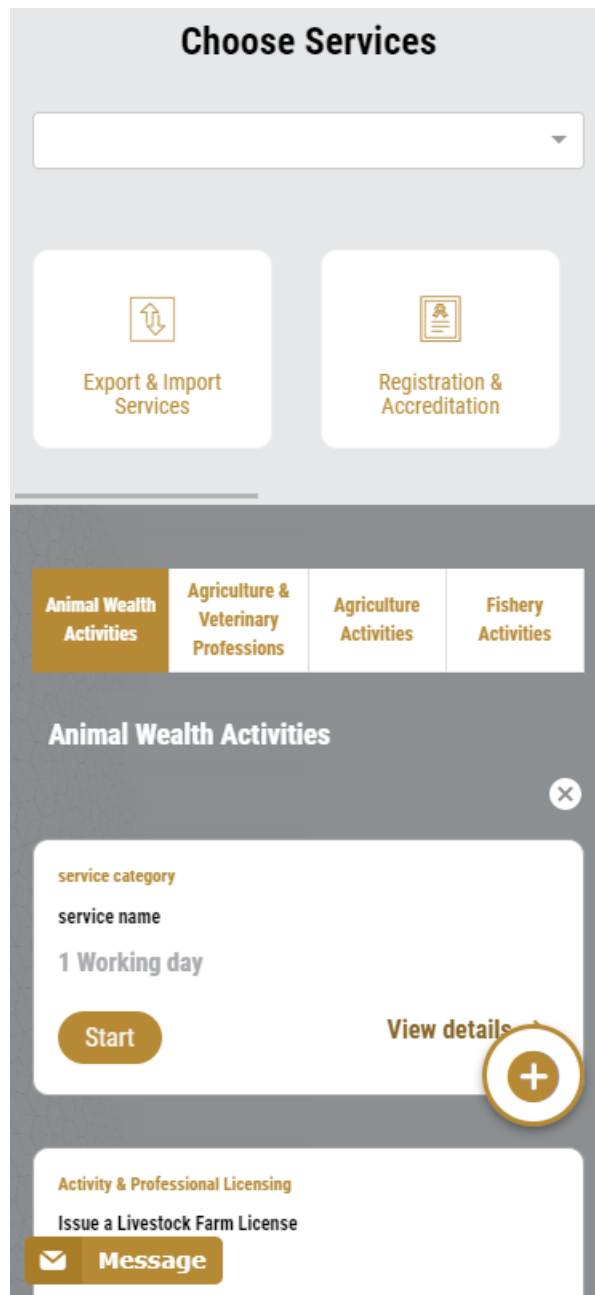 Choose Services
Export & Import
Services
Registration &
Accreditation
Animal Wealth
Activities
Agriculture &
Veterinary
Professions
Agriculture
Activities
Fishery
Activities
Animal Wealth Activities
service category
service name
1 Working day
Start
View details
Activity & Professional Licensing
Issue a Livestock Farm License
Message